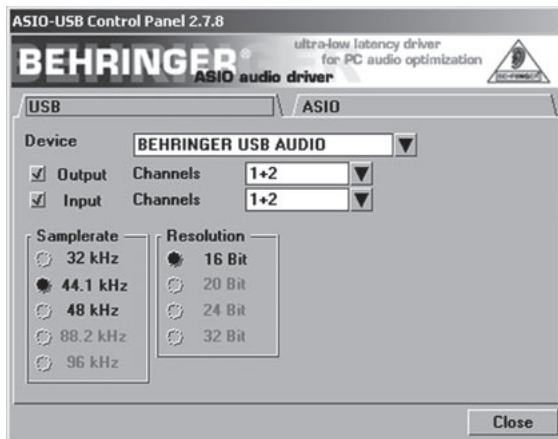 ASIO-USB Control Panel 2.7.8
BEHRINGER®
ultra-low latency driver
for PC audio optimization
ASIO audio driver
BEHRINGER
USB
ASIO
Device
BEHRINGER USB AUDIO
Output Channels 1+2
Input Channels 1+2
Samplerate
32 kHz
44.1 kHz
48 kHz
88.2 kHz
96 kHz
Resolution
16 Bit
20 Bit
24 Bit
32 Bit
Close